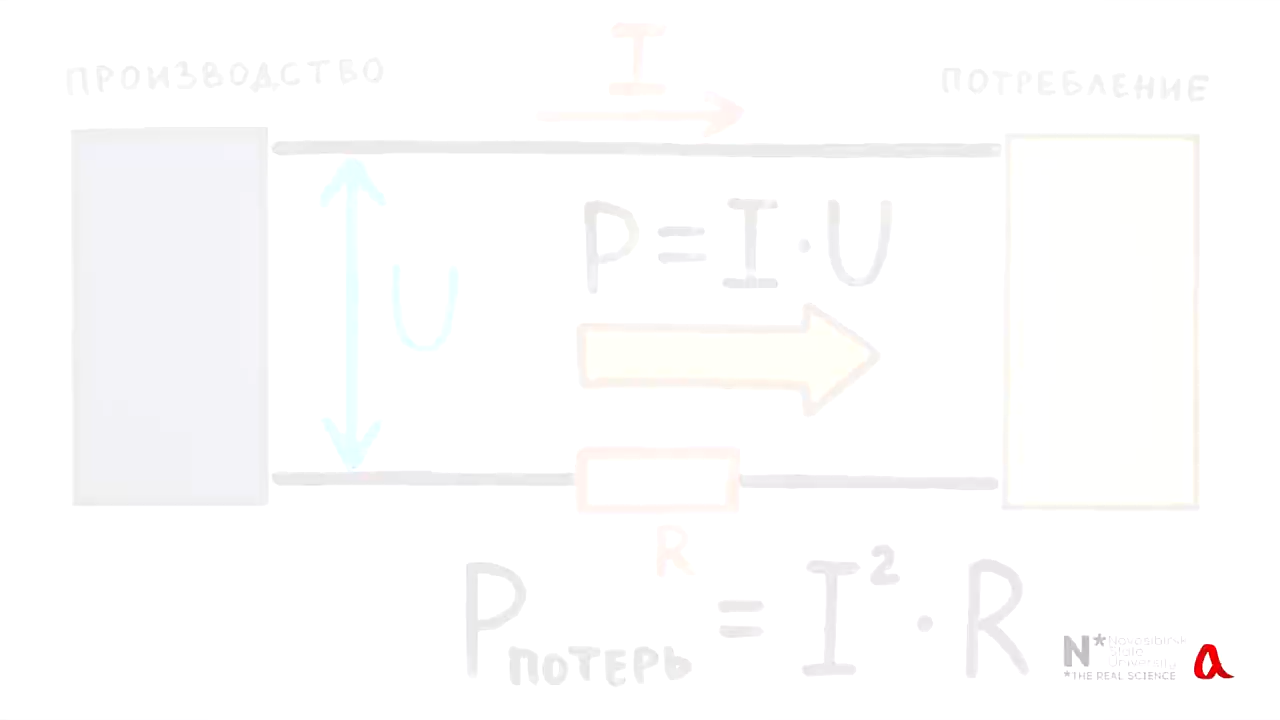 I
ПРОИЗВОДСТВО
ПОТРЕБЛЕНИЕ
P = I · U
U
R
Pпотерь = I² · R
N*
Novosibirsk
State
University
*THE REAL SCIENCE
a